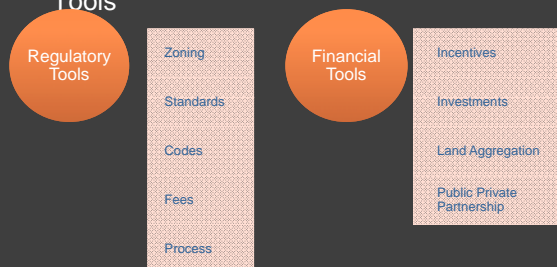 Tools
Regulatory
Tools
Zoning
Standards
Codes
Fees
Process
Financial
Tools
Incentives
Investments
Land Aggregation
Public Private
Partnership